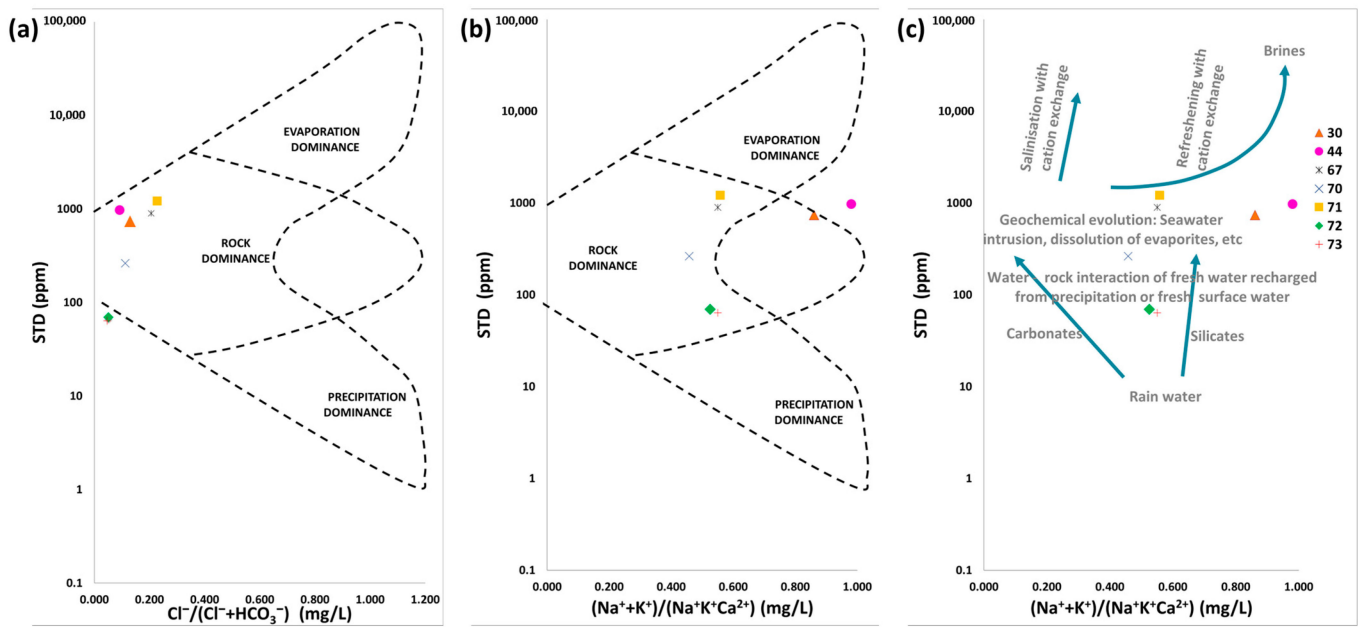 (a)
100,000
10,000
1000
100
10
1
0.1
STD (ppm)
EVAPORATION
DOMINANCE
ROCK
DOMINANCE
PRECIPITATION
DOMINANCE
0.000 0.200 0.400 0.600 0.800 1.000 1.200
Cl⁻/(Cl⁻+HCO₃⁻) (mg/L)
(b)
100,000
10,000
1000
100
10
1
0.1
STD (ppm)
EVAPORATION
DOMINANCE
ROCK
DOMINANCE
PRECIPITATION
DOMINANCE
0.000 0.200 0.400 0.600 0.800 1.000
(Na⁺+K⁺)/(Na⁺K⁺Ca²⁺) (mg/L)
(c)
100,000
10,000
1000
100
10
1
0.1
STD (ppm)
Salinisation with
cation exchange
Refreshening with
cation exchange
Brines
Geochemical evolution: Seawater
intrusion, dissolution of evaporites, etc
Water - rock interaction of fresh water recharged
from precipitation or fresh surface water
Carbonates
Silicates
Rain water
0.000 0.200 0.400 0.600 0.800 1.000
(Na⁺+K⁺)/(Na⁺K⁺Ca²⁺) (mg/L)
30
44
67
70
71
72
73